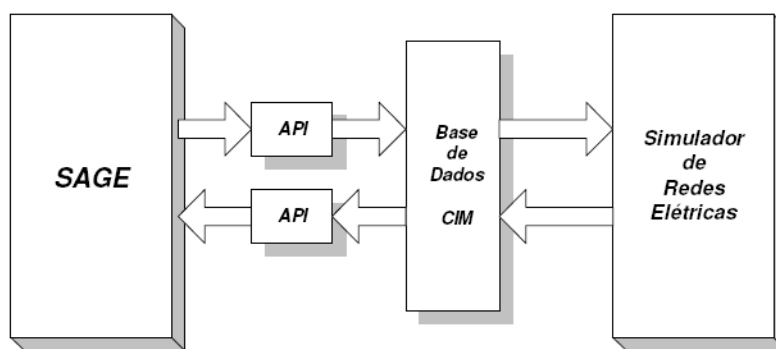 SAGE
API
API
Base
de
Dados
CIM
Simulador
de
Redes
Elétricas